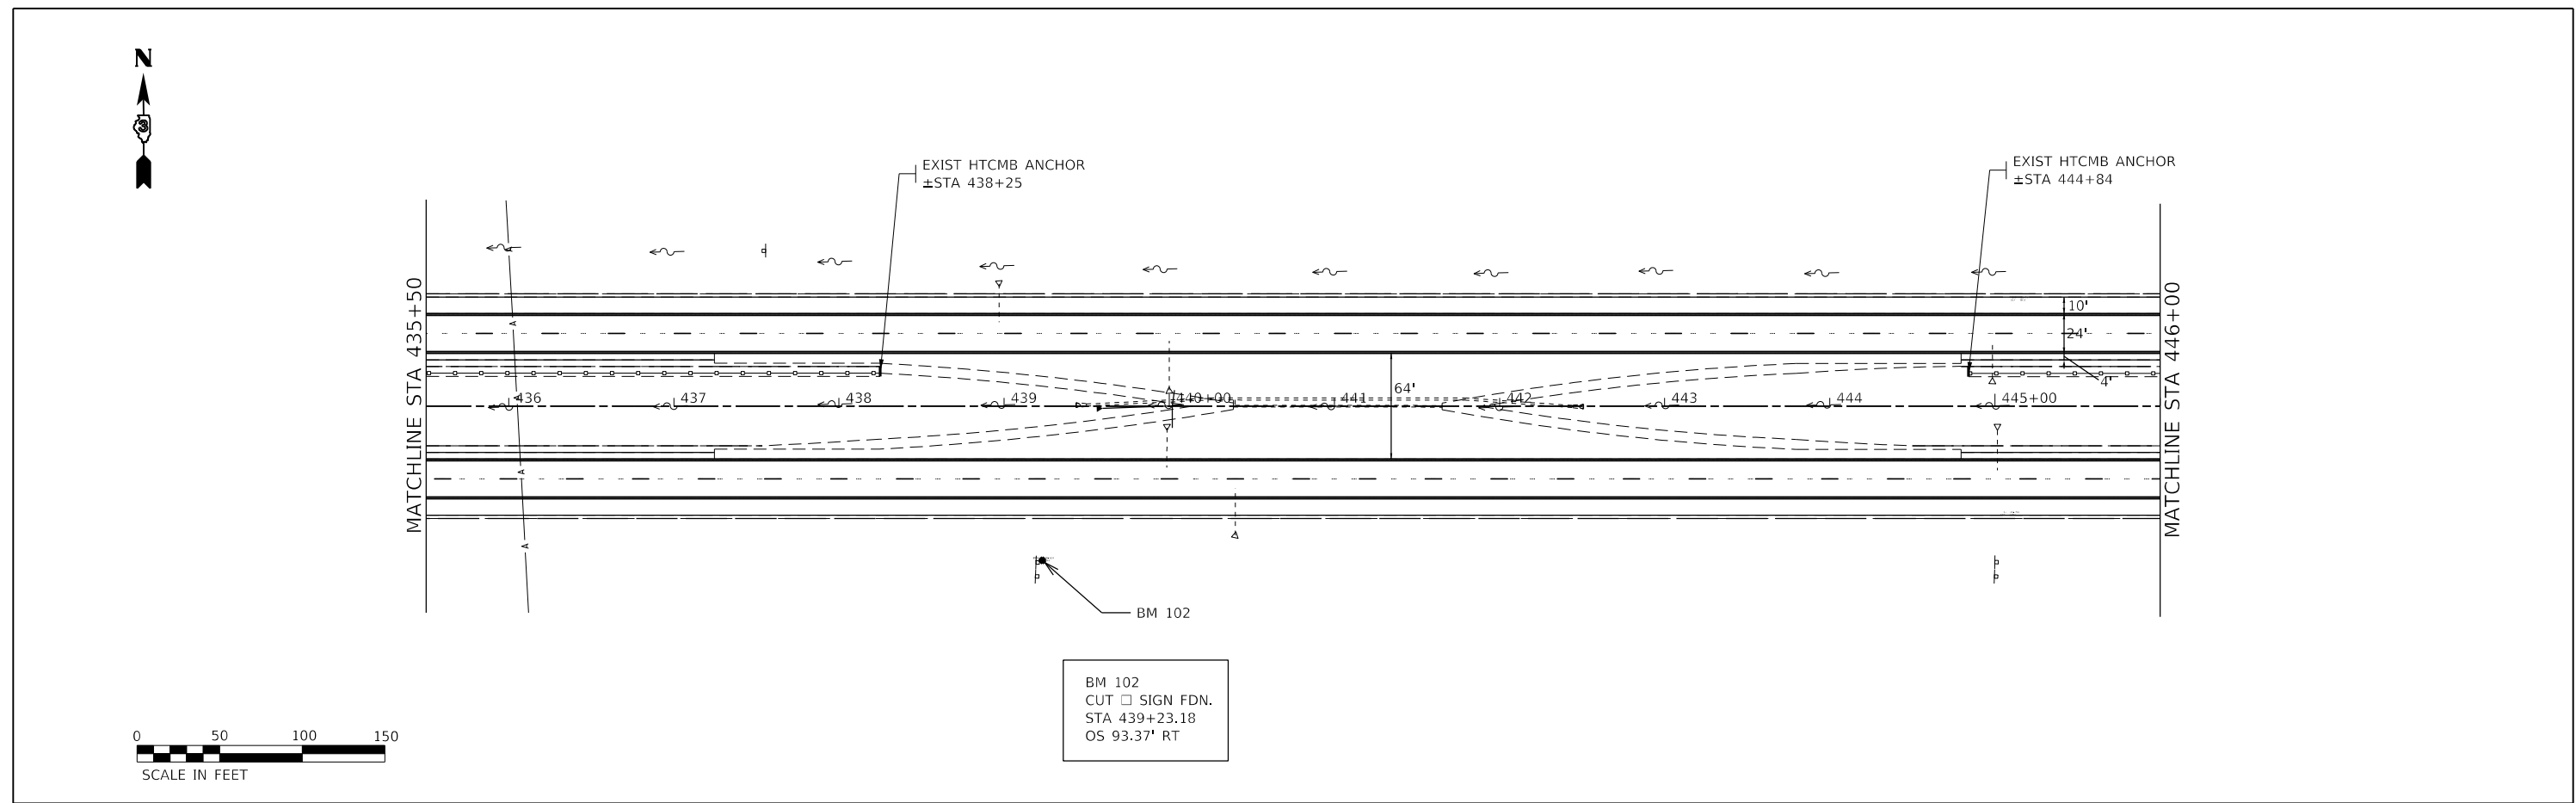 N
3
EXIST HTCMB ANCHOR
±STA 438+25
EXIST HTCMB ANCHOR
±STA 444+84
MATCHLINE STA 435+50
MATCHLINE STA 446+00
10'
24'
4'
64'
436
437
438
439
440+00
441
442
443
444
445+00
A
A
A
A
A
BM 102
BM 102
CUT □ SIGN FDN.
STA 439+23.18
OS 93.37' RT
0 50 100 150
SCALE IN FEET